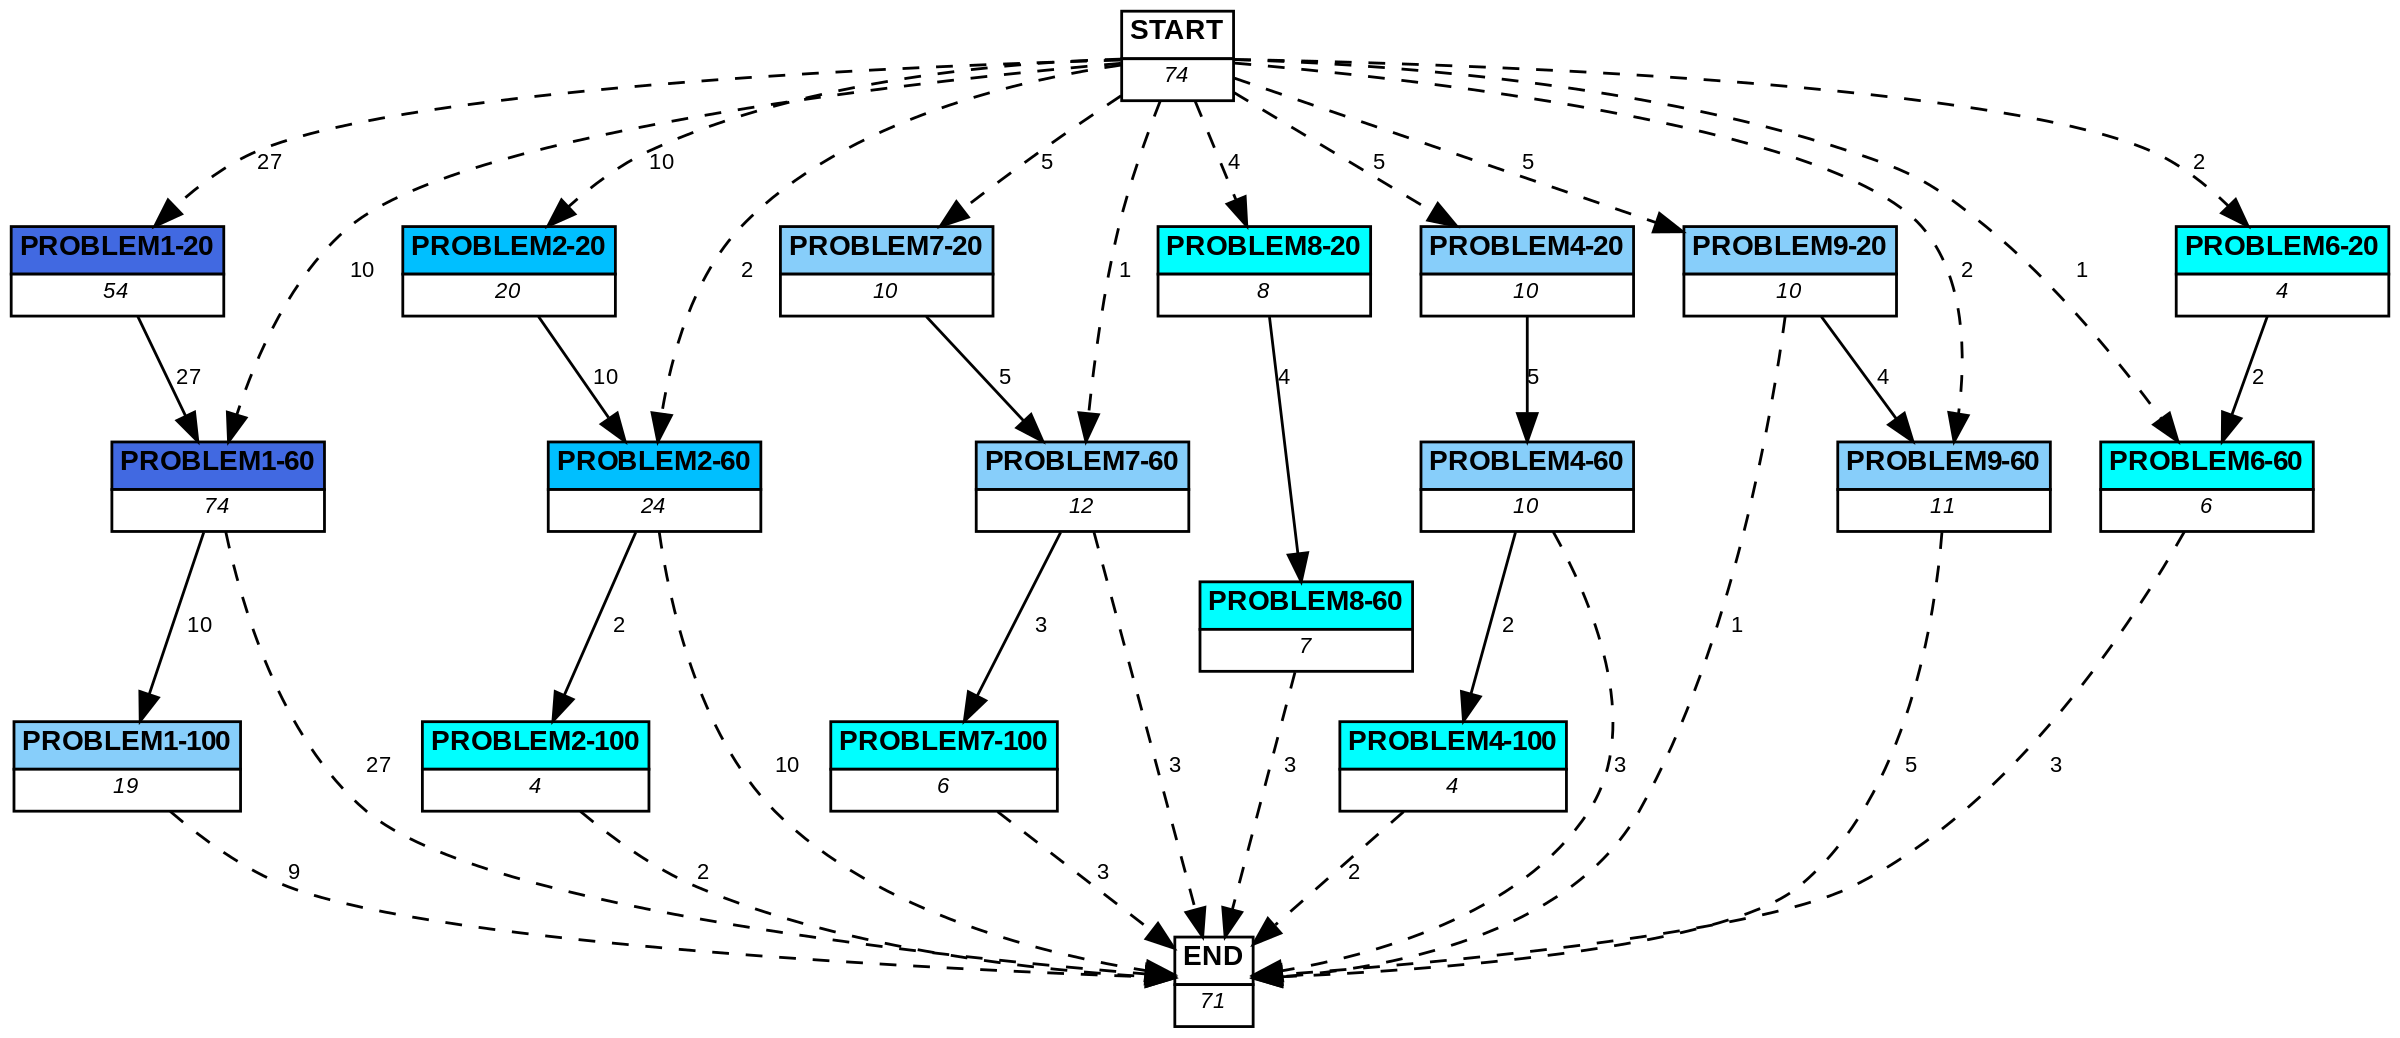 START
74
27
10
5
4
5
5
2
PROBLEM1-20
54
10
PROBLEM2-20
20
2
PROBLEM7-20
10
1
PROBLEM8-20
8
PROBLEM4-20
10
PROBLEM9-20
10
2
1
PROBLEM6-20
4
27
10
5
4
5
4
2
PROBLEM1-60
74
PROBLEM2-60
24
PROBLEM7-60
12
PROBLEM4-60
10
PROBLEM9-60
11
PROBLEM6-60
6
10
2
3
PROBLEM8-60
7
2
1
PROBLEM1-100
19
27
PROBLEM2-100
4
10
PROBLEM7-100
6
3
3
PROBLEM4-100
4
3
5
3
9
2
3
2
END
71